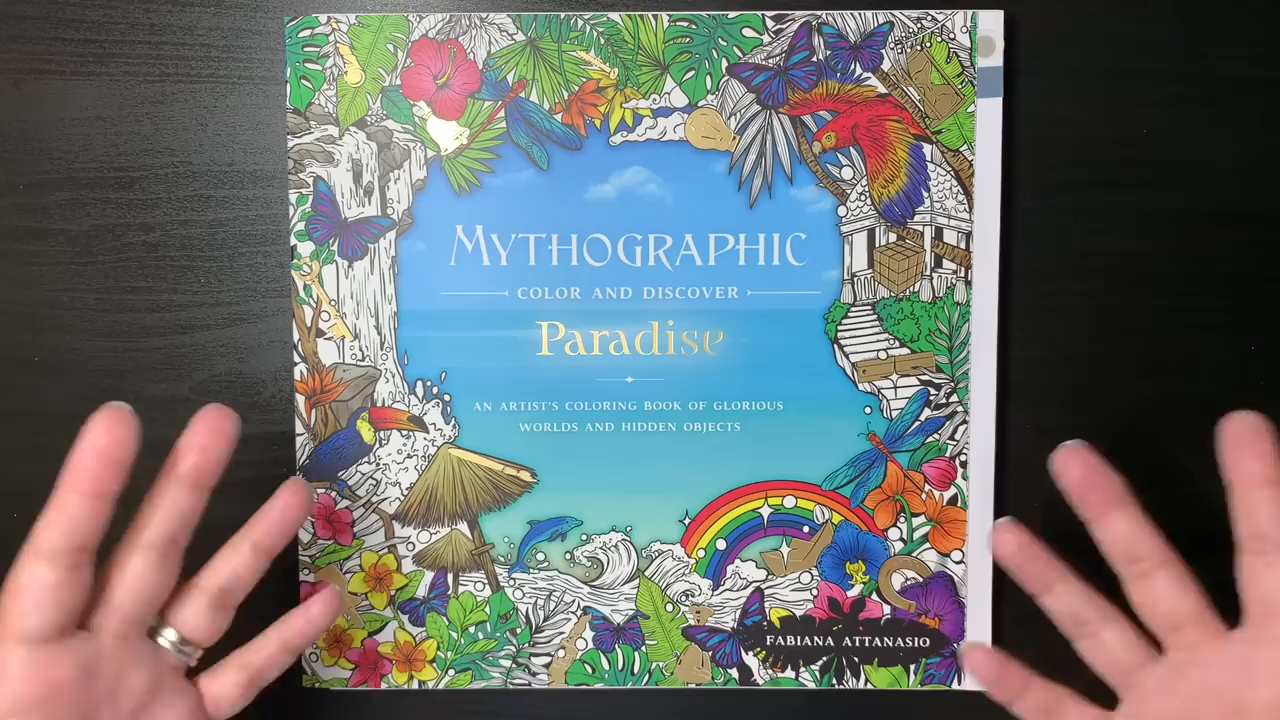 MYTHOGRAPHIC
COLOR AND DISCOVER
Paradise
AN ARTIST'S COLORING BOOK OF GLORIOUS
WORLDS AND HIDDEN OBJECTS
FABIANA ATTANASIO